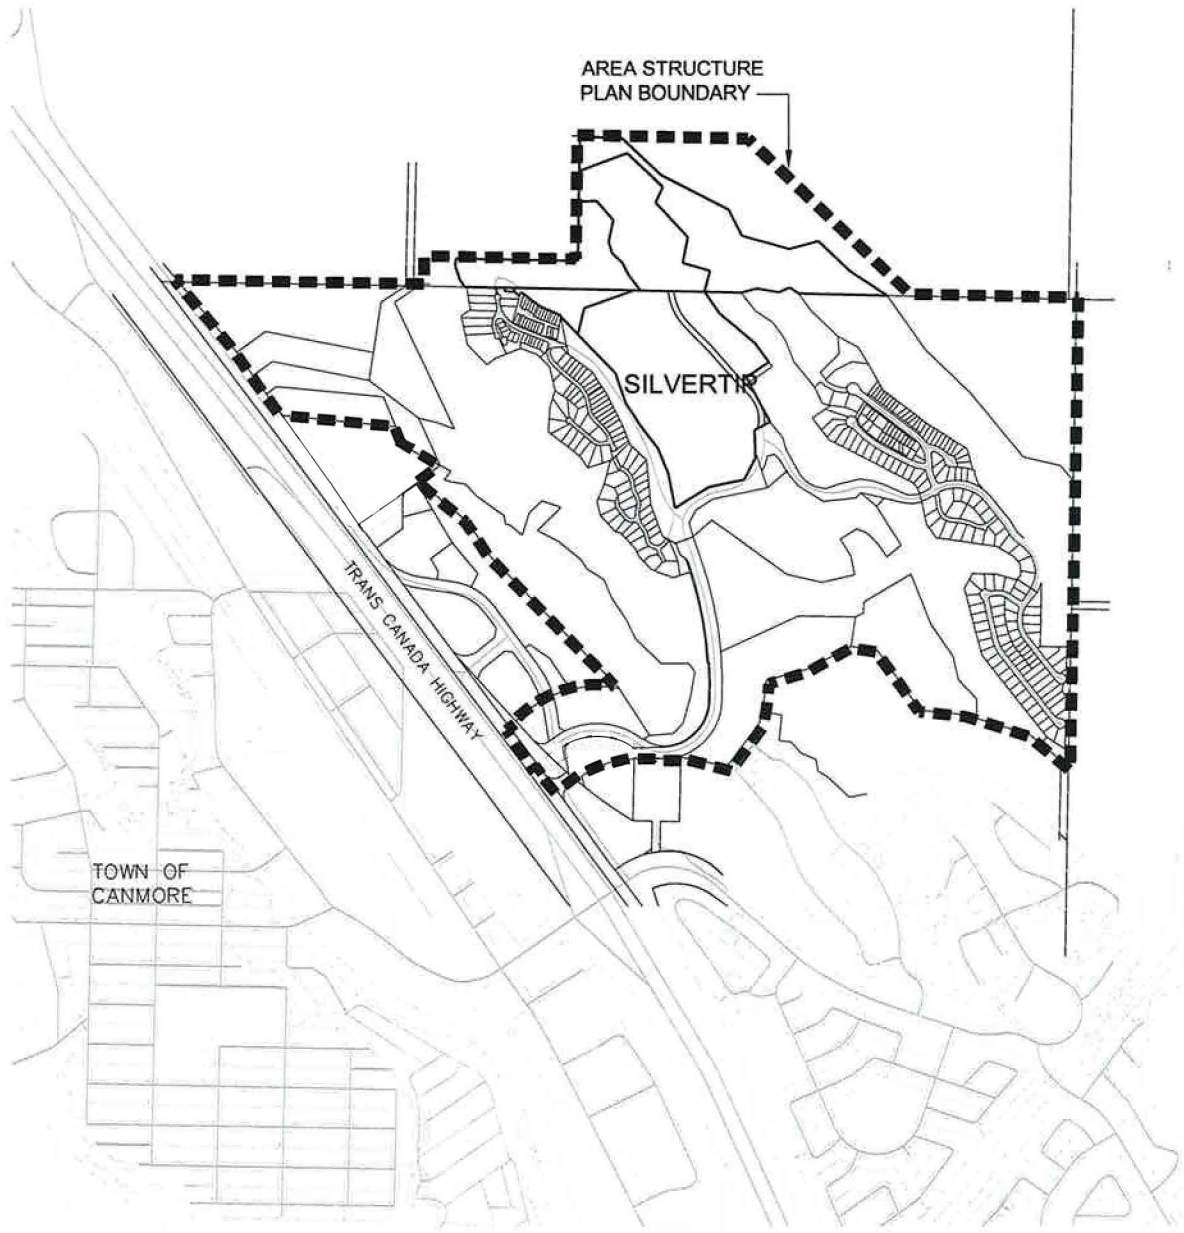 AREA STRUCTURE
PLAN BOUNDARY
SILVERTIP
TRANS CANADA HIGHWAY
TOWN OF
CANMORE